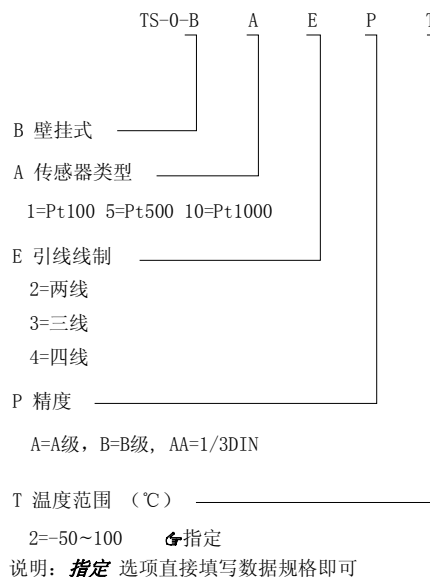 TS-0-B A E P T
B 壁挂式
A 传感器类型
1=Pt100 5=Pt500 10=Pt1000
E 引线线制
2=两线
3=三线
4=四线
P 精度
A=A级，B=B级, AA=1/3DIN
T 温度范围 （℃）
2=-50~100 ☞指定
说明：指定 选项直接填写数据规格即可